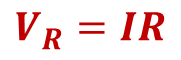 V_R = IR